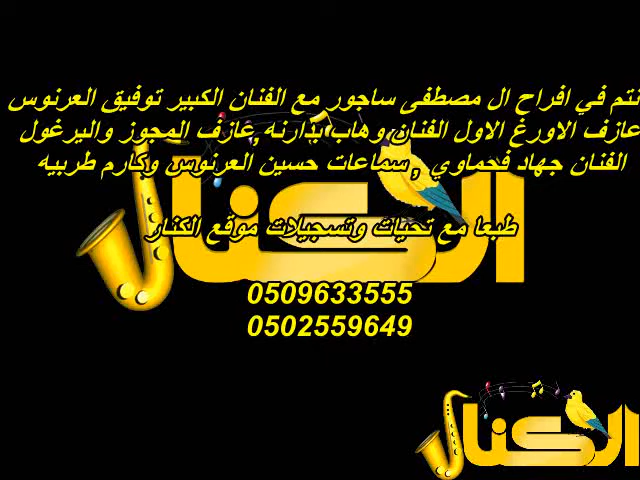 نتم في افراح ال مصطفى ساجور مع الفنان الكبير توفيق العرنوس
عازف الاورغ الاول الفنان وهاب بدارنه ,عازف المجوز واليرغول
الفنان جهاد فحماوي , سماعات حسين العرنوس وكارم طربيه
طبعا مع تحيات وتسجيلات موقع الكنار
الكنار
0509633555
0502559649
الكنار